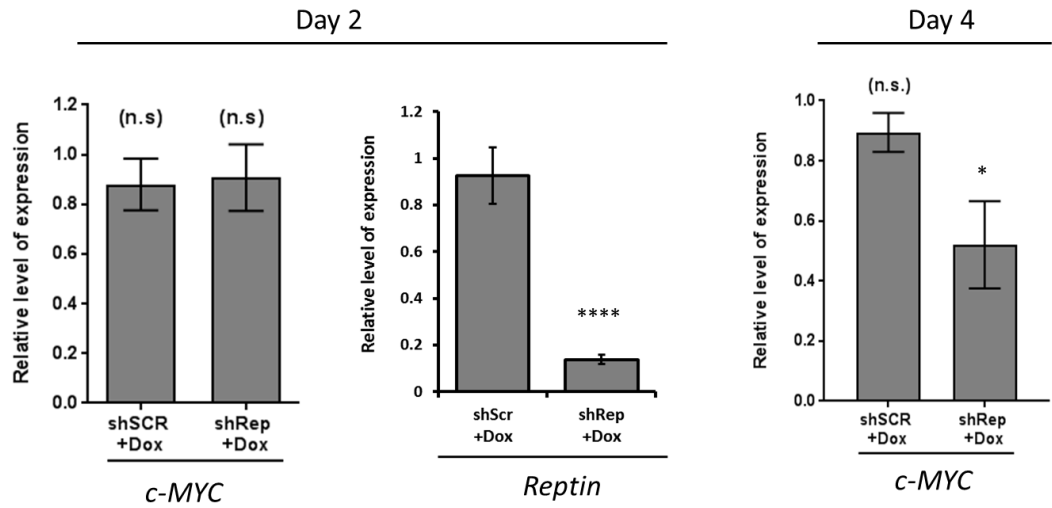 Day 2
Day 4
Relative level of expression
1.2
1.0
0.8
0.6
0.4
0.2
0.0
(n.s)
(n.s)
shSCR
+Dox
shRep
+Dox
c-MYC
Relative level of expression
1.2
1
0.8
0.6
0.4
0.2
0
****
shScr
+Dox
shRep
+Dox
Reptin
Relative level of expression
1.0
0.8
0.6
0.4
0.2
0.0
(n.s.)
*
shSCR
+Dox
shRep
+Dox
c-MYC